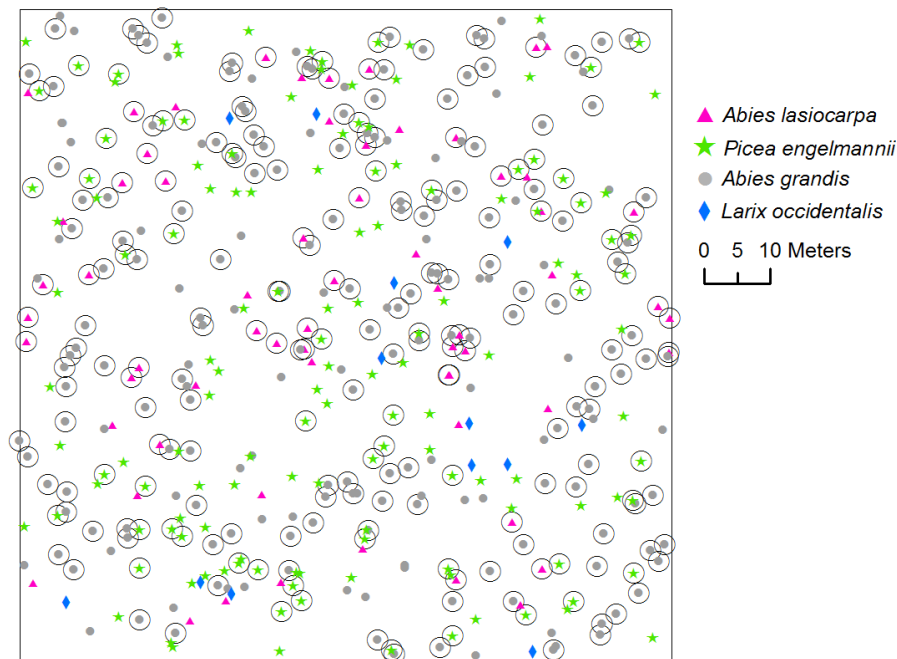 Abies lasiocarpa
Picea engelmannii
Abies grandis
Larix occidentalis
0 5 10 Meters